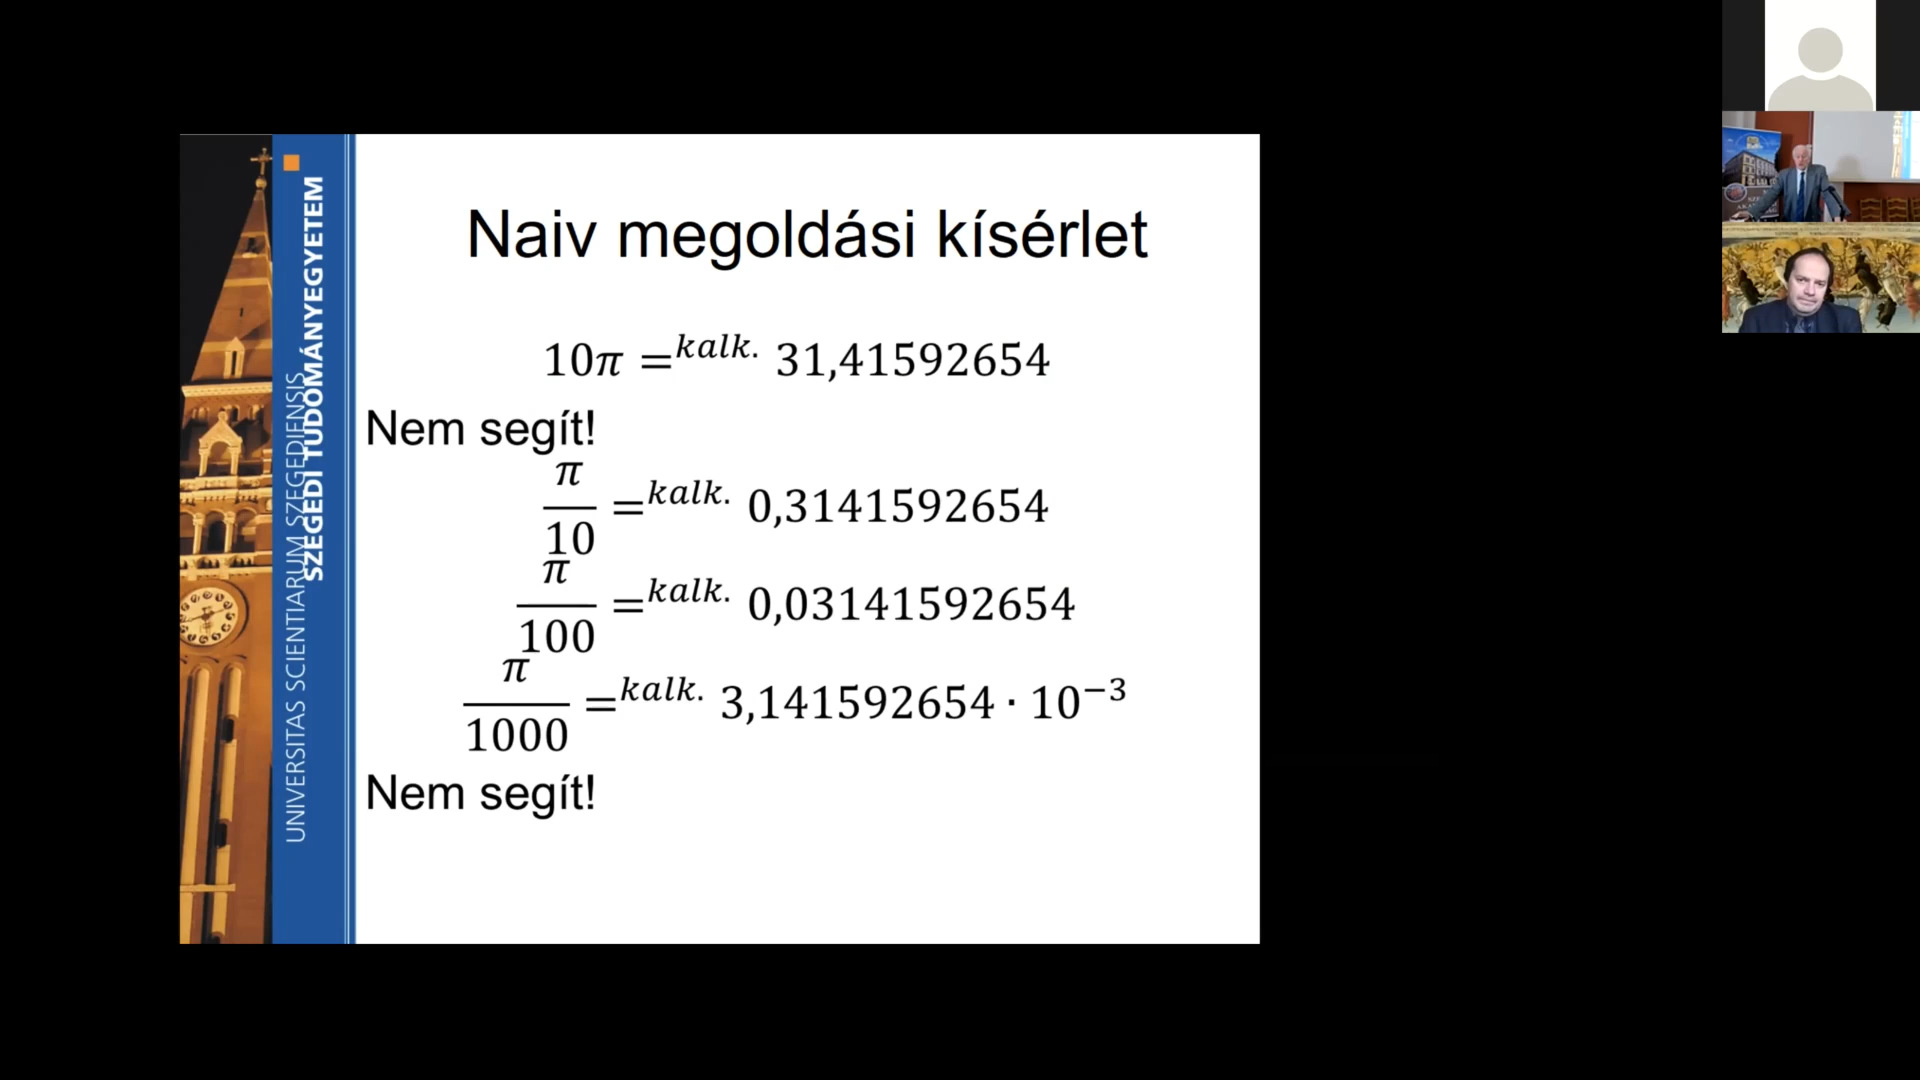 UNIVERSITAS SCIENTIARUM SZEGEDIENSIS
SZEGEDI TUDOMÁNYEGYETEM
Naiv megoldási kísérlet
10π =^kalk. 31,41592654
Nem segít!
π/10 =^kalk. 0,3141592654
π/100 =^kalk. 0,03141592654
π/1000 =^kalk. 3,141592654 · 10⁻³
Nem segít!